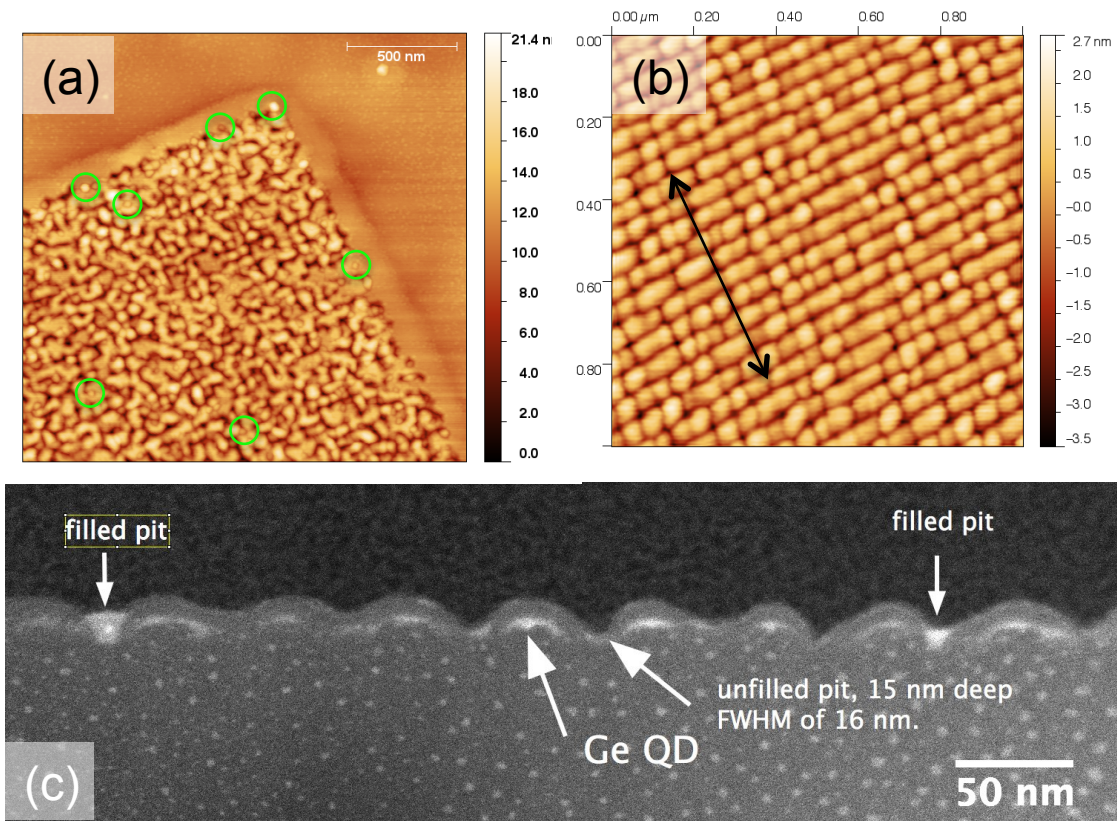 (a)
500 nm
21.4 n
18.0
16.0
14.0
12.0
10.0
8.0
6.0
4.0
2.0
0.0
(b)
0.00 µm
0.20
0.40
0.60
0.80
0.00
0.20
0.40
0.60
0.80
2.7 nm
2.0
1.5
1.0
0.5
−0.0
−0.5
−1.0
−1.5
−2.0
−2.5
−3.0
−3.5
filled pit
filled pit
unfilled pit, 15 nm deep
FWHM of 16 nm.
Ge QD
(c)
50 nm